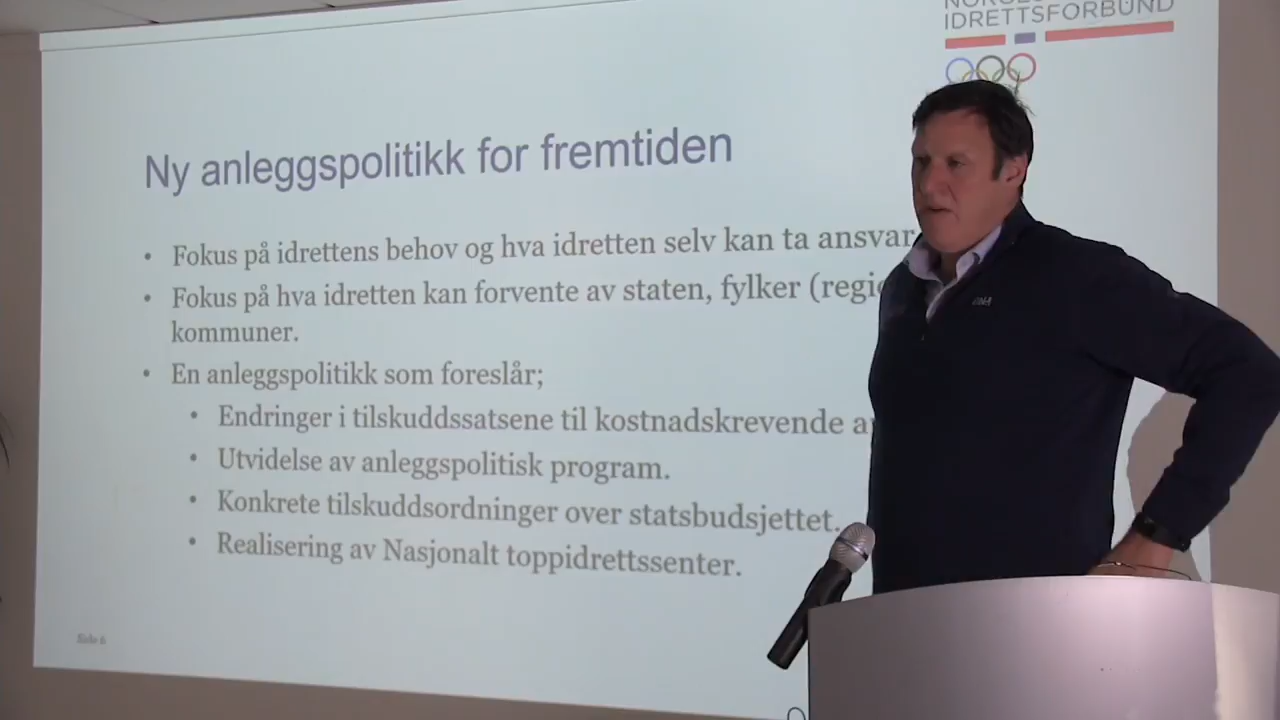 IDRETTSFORBUND
Ny anleggspolitikk for fremtiden
• Fokus på idrettens behov og hva idretten selv kan ta ansvar
• Fokus på hva idretten kan forvente av staten, fylker
kommuner.
• En anleggspolitikk som foreslår;
• Endringer i tilskuddssatsene til kostnadskrevende
• Utvidelse av anleggspolitisk program.
• Konkrete tilskuddsordninger over statsbudsjettet.
• Realisering av Nasjonalt toppidrettssenter.
Side 6